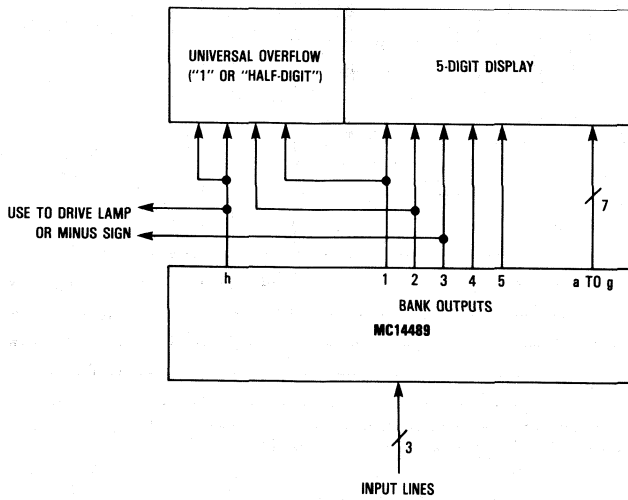 UNIVERSAL OVERFLOW
("1" OR "HALF-DIGIT")
5-DIGIT DISPLAY
7
USE TO DRIVE LAMP
OR MINUS SIGN
h 1 2 3 4 5 a TO g
BANK OUTPUTS
MC14489
3
INPUT LINES